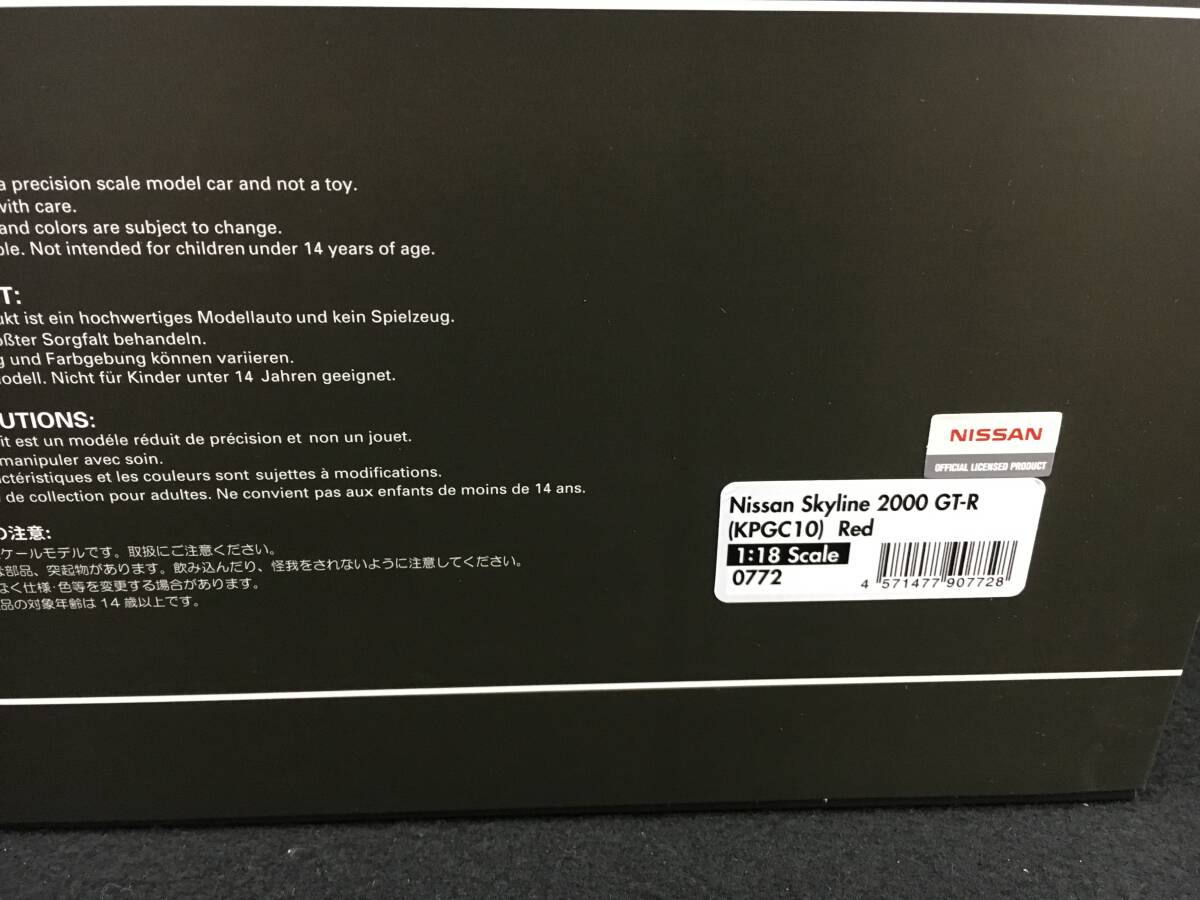 a precision scale model car and not a toy.
with care.
and colors are subject to change.
ble. Not intended for children under 14 years of age.
T:
ukt ist ein hochwertiges Modellauto und kein Spielzeug.
ößter Sorgfalt behandeln.
g und Farbgebung können variieren.
odell. Nicht für Kinder unter 14 Jahren geeignet.
UTIONS:
it est un modéle réduit de précision et non un jouet.
manipuler avec soin.
actéristiques et les couleurs sont sujettes à modifications.
de collection pour adultes. Ne convient pas aux enfants de moins de 14 ans.
の注意:
ケールモデルです。取扱にご注意ください。
な部品、突起物があります。飲み込んだり、怪我をされないように注意してください。
なく仕様・色等を変更する場合があります。
品の対象年齢は14歳以上です。
NISSAN
OFFICIAL LICENSED PRODUCT
Nissan Skyline 2000 GT-R
(KPGC10) Red
1:18 Scale
0772
4 571477 907728